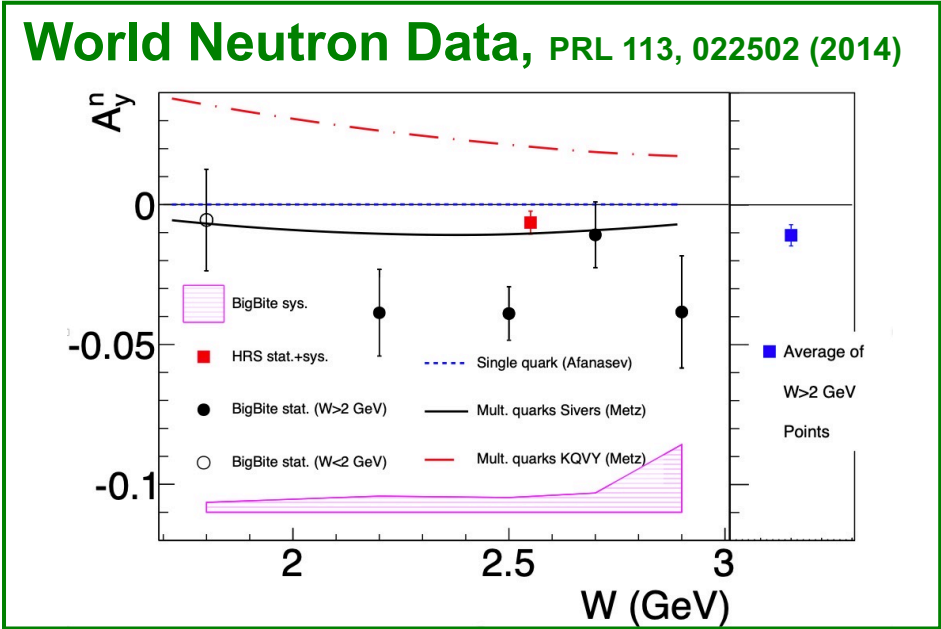 World Neutron Data, PRL 113, 022502 (2014)
A_y^n
0
-0.05
-0.1
BigBite sys.
HRS stat.+sys.
BigBite stat. (W>2 GeV)
BigBite stat. (W<2 GeV)
Single quark (Afanasev)
Mult. quarks Sivers (Metz)
Mult. quarks KQVY (Metz)
Average of
W>2 GeV
Points
2
2.5
3
W (GeV)